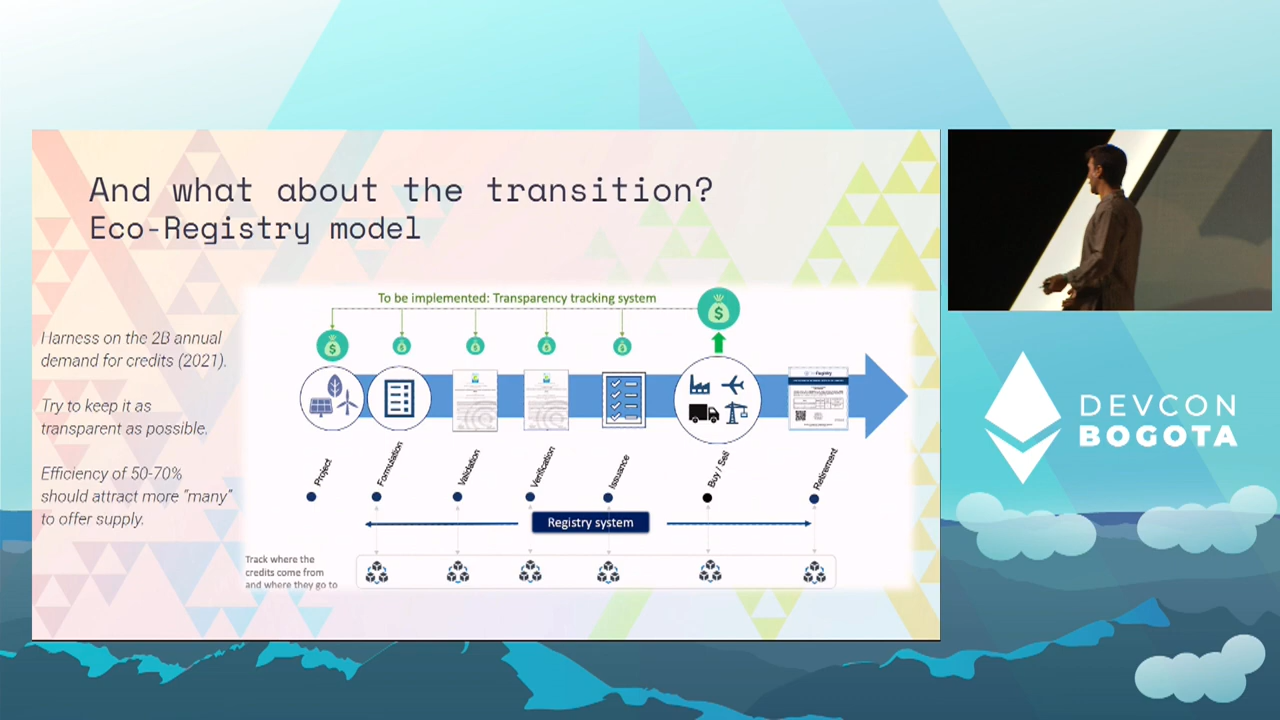 And what about the transition?
Eco-Registry model
To be implemented: Transparency tracking system
Harness on the 2B annual
demand for credits (2021).
Try to keep it as
transparent as possible.
Efficiency of 50-70%
should attract more "many"
to offer supply.
$
$
$
$
$
$
Project
Formulation
Validation
Verification
Issuance
Buy / Sell
Retirement
Registry system
Track where the
credits come from
and where they go to
DEVCON
BOGOTA